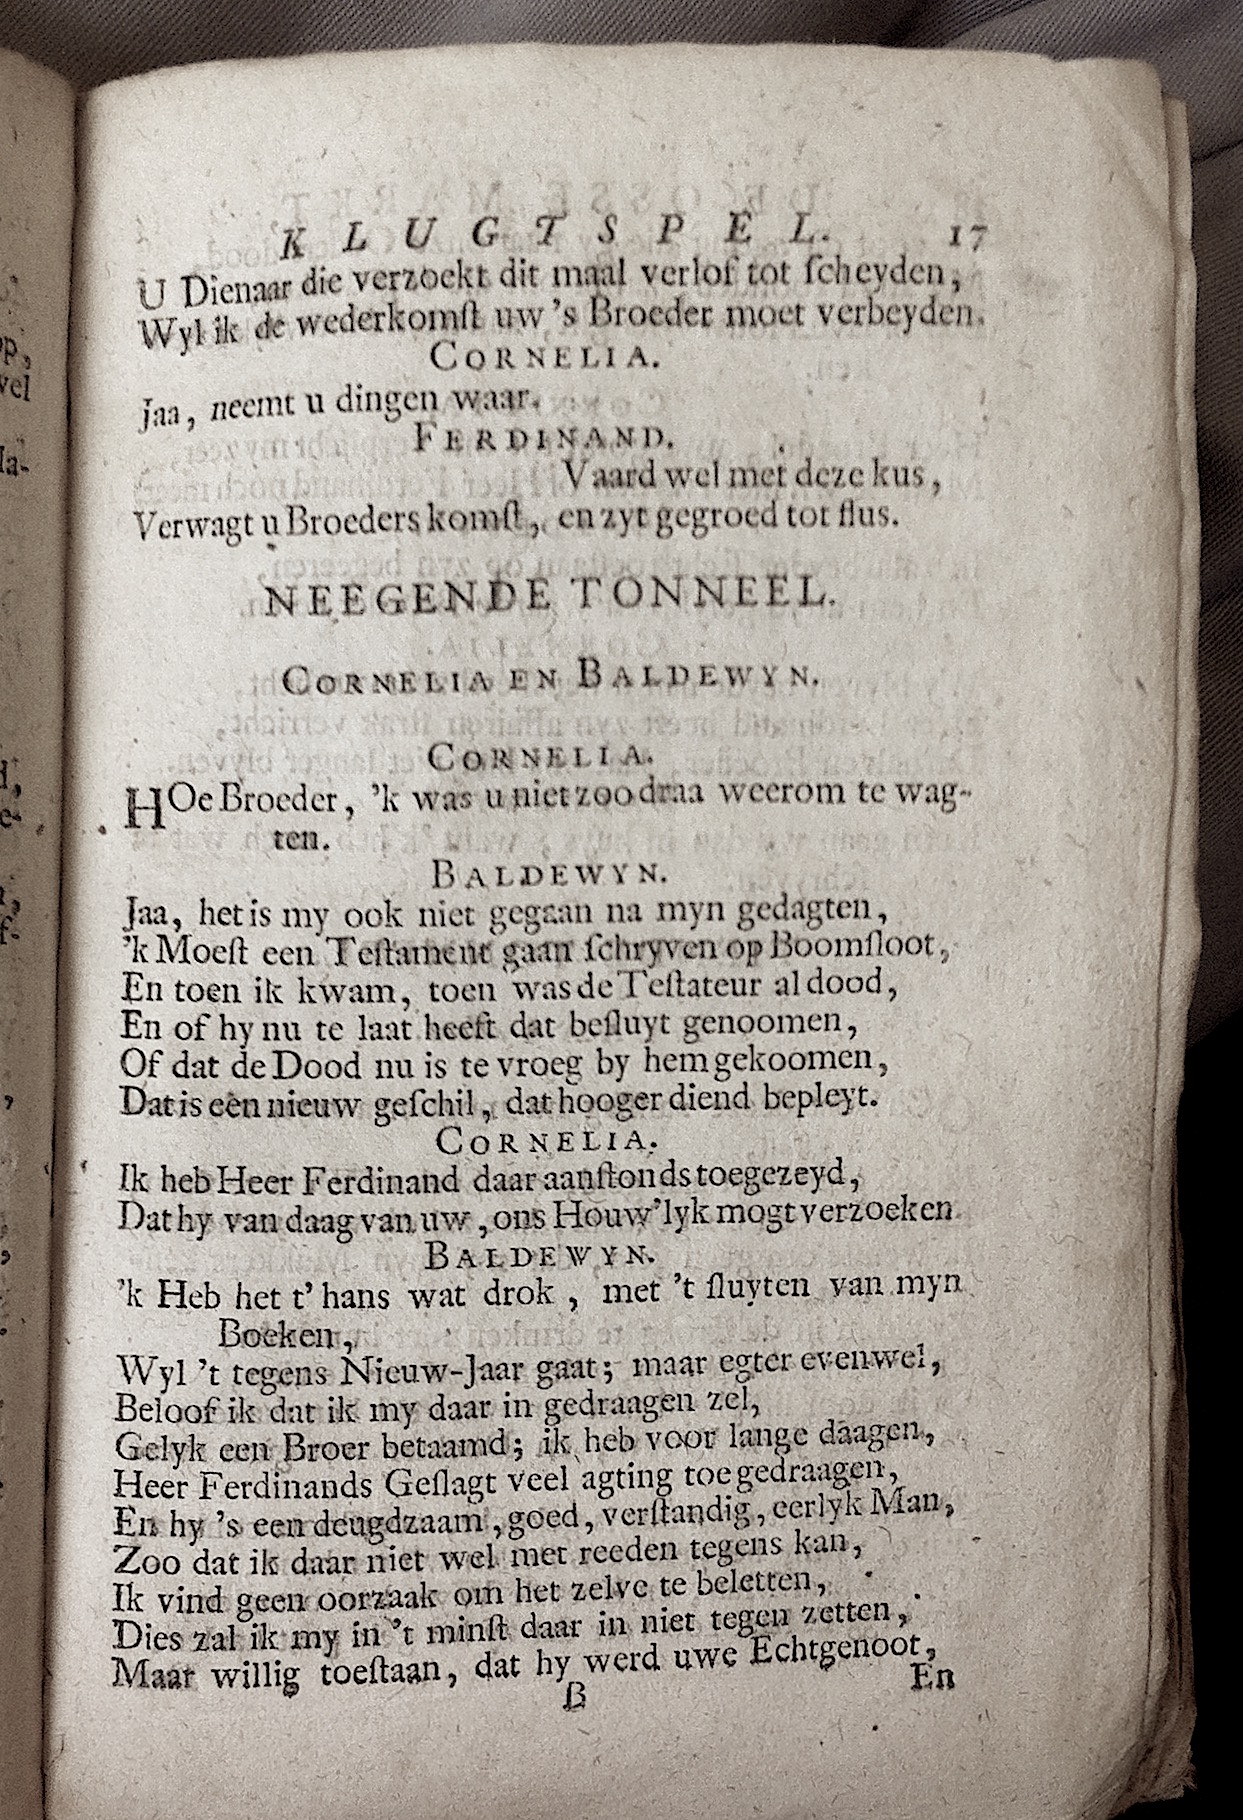 KLUGTSPEL. 17
U Dienaar die verzoekt dit maal verlof tot ſcheyden,
Wyl ik de wederkomſt uw 's Broeder moet verbeyden.
CORNELIA.
Jaa, neemt u dingen waar.
FERDINAND.
Vaard wel met deze kus,
Verwagt u Broeders komſt, en zyt gegroed tot flus.
NEEGENDE TONNEEL.
CORNELIA EN BALDEWYN.
CORNELIA.
HOe Broeder, 'k was u niet zoo draa weerom te wag-
ten.
BALDEWYN.
Jaa, het is my ook niet gegaan na myn gedagten,
'k Moeſt een Teſtament gaan ſchryven op Boomſloot,
En toen ik kwam, toen was de Teſtateur al dood,
En of hy nu te laat heeft dat beſluyt genoomen,
Of dat de Dood nu is te vroeg by hem gekoomen,
Dat is een nieuw geſchil, dat hooger diend bepleyt.
CORNELIA.
Ik heb Heer Ferdinand daar aanſtonds toegezeyd,
Dat hy van daag van uw, ons Houw'lyk mogt verzoeken
BALDEWYN.
'k Heb het t' hans wat drok, met 't ſluyten van myn
Boeken,
Wyl 't tegens Nieuw-Jaar gaat; maar egter evenwel,
Beloof ik dat ik my daar in gedraagen zel,
Gelyk een Broer betaamd; ik heb voor lange daagen,
Heer Ferdinands Geſlagt veel agting toegedraagen,
En hy 's een deugdzaam, goed, verſtandig, eerlyk Man,
Zoo dat ik daar niet wel met reeden tegens kan,
Ik vind geen oorzaak om het zelve te beletten,
Dies zal ik my in 't minſt daar in niet tegen zetten,
Maar willig toeſtaan, dat hy werd uwe Echtgenoot,
B En